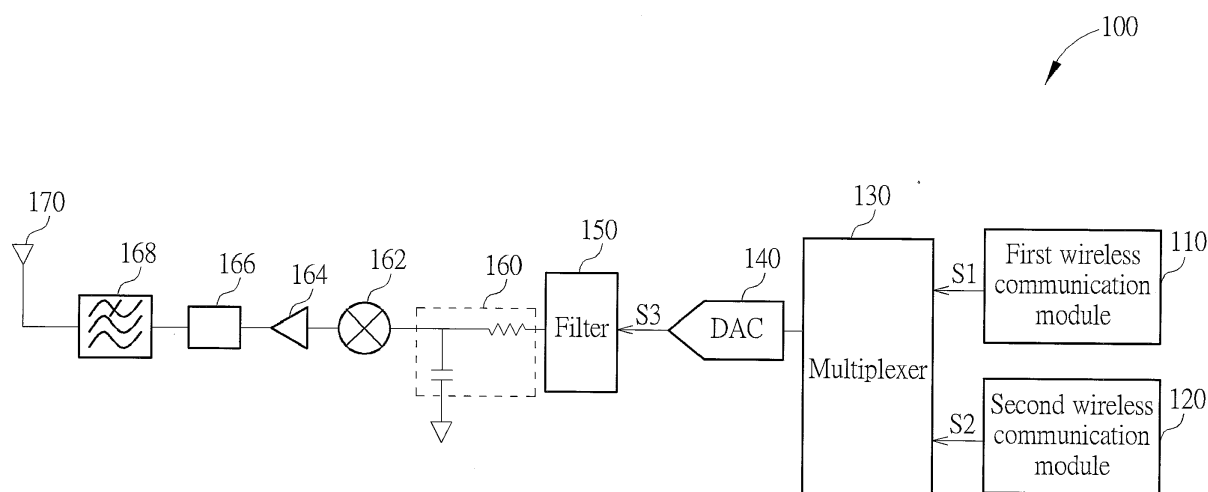 100
170
168
166
164
162
160
150
Filter
S3
140
DAC
130
Multiplexer
S1
First wireless
communication
module
110
S2
Second wireless
communication
module
120